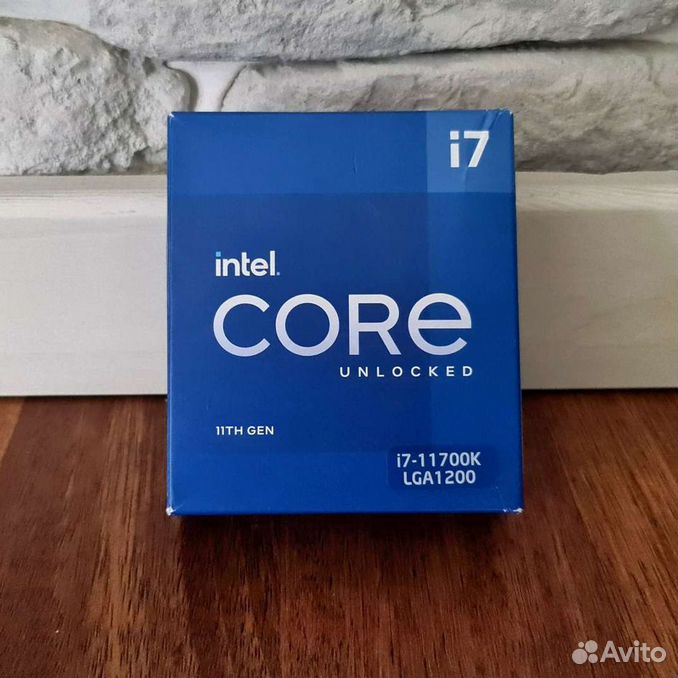 i7
intel.
CORE
UNLOCKED
11TH GEN
i7-11700K
LGA1200
Avito